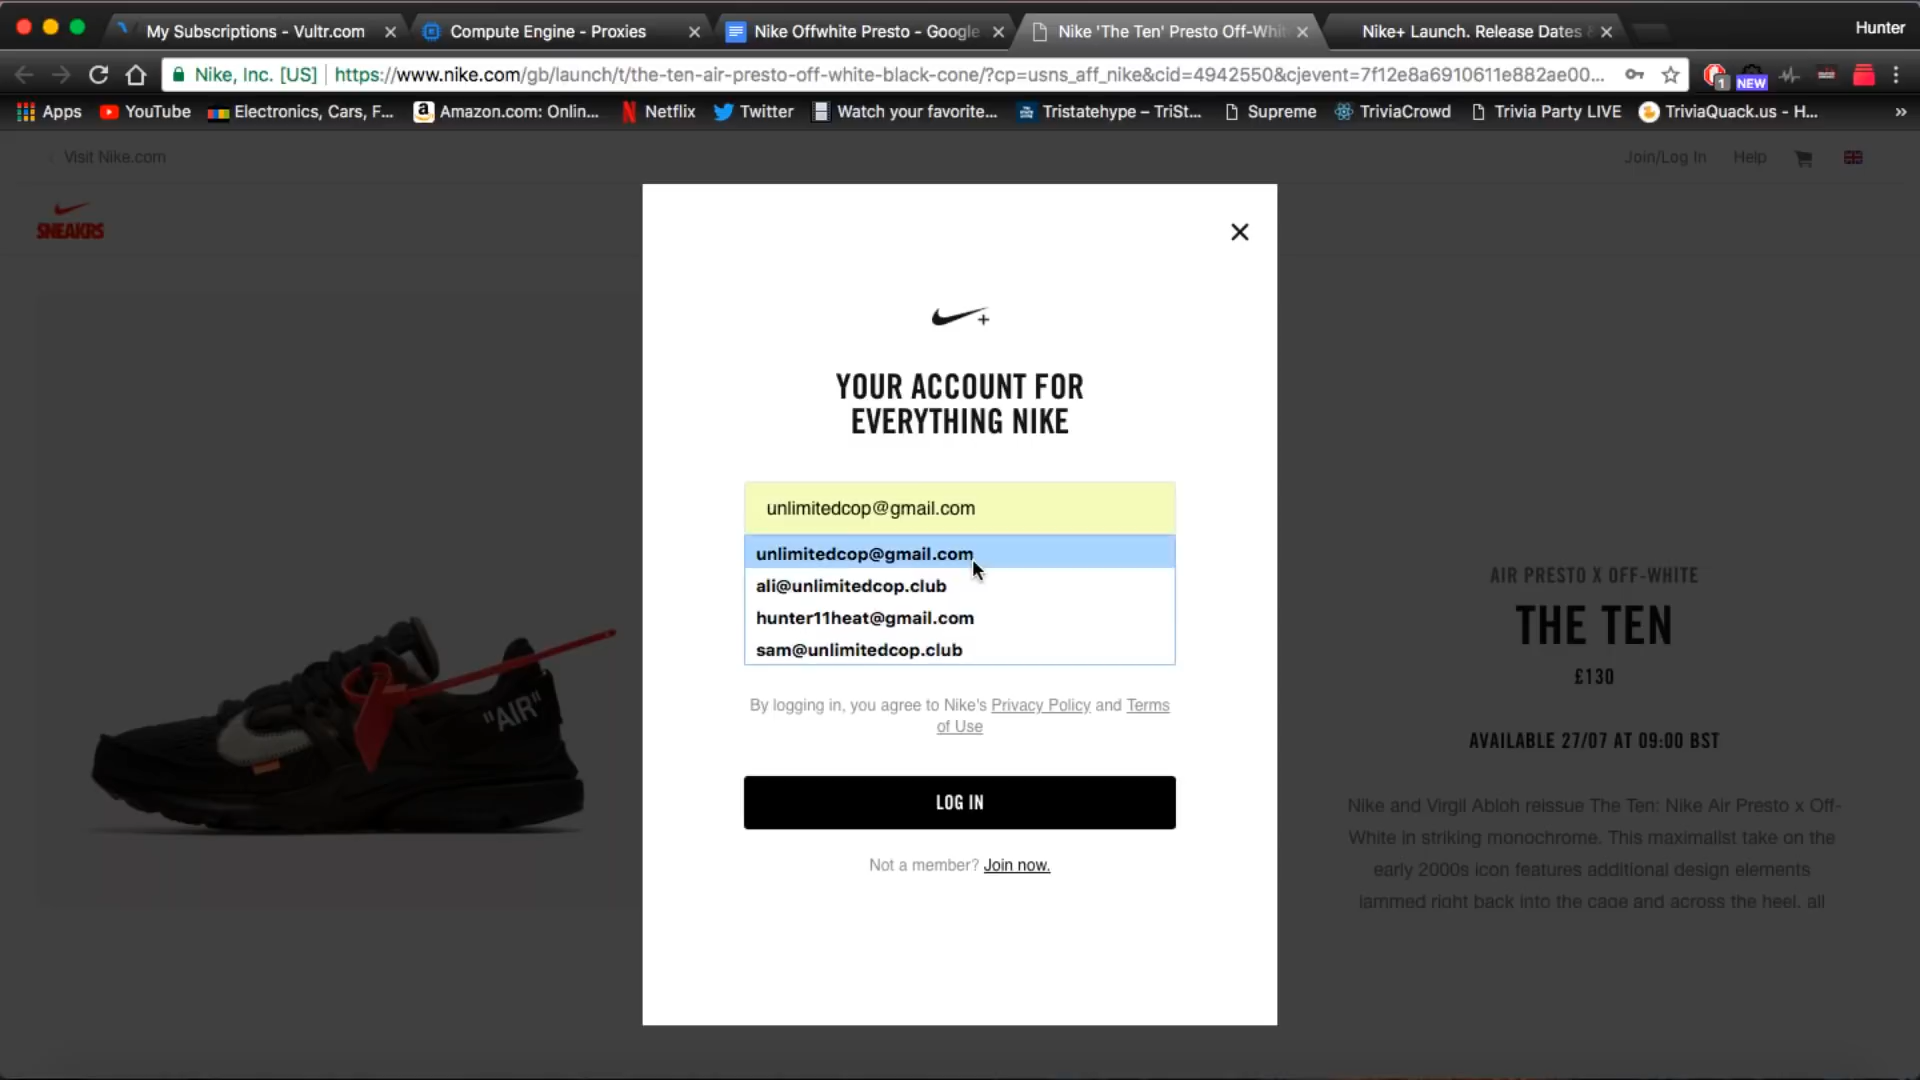 My Subscriptions - Vultr.com
Compute Engine - Proxies
Nike Offwhite Presto - Google
Nike 'The Ten' Presto Off-Whit
Nike+ Launch. Release Dates
Hunter
Nike, Inc. [US]
https://www.nike.com/gb/launch/t/the-ten-air-presto-off-white-black-cone/?cp=usns_aff_nike&cid=4942550&cjevent=7f12e8a6910611e882ae00...
1
NEW
Apps
YouTube
Electronics, Cars, F...
Amazon.com: Onlin...
Netflix
Twitter
Watch your favorite...
Tristatehype – TriSt...
Supreme
TriviaCrowd
Trivia Party LIVE
TriviaQuack.us - H...
»
Visit Nike.com
Join/Log In
Help
SNEAKRS
YOUR ACCOUNT FOR
EVERYTHING NIKE
unlimitedcop@gmail.com
unlimitedcop@gmail.com
ali@unlimitedcop.club
hunter11heat@gmail.com
sam@unlimitedcop.club
By logging in, you agree to Nike's Privacy Policy and Terms
of Use
LOG IN
Not a member? Join now.
"AIR"
AIR PRESTO X OFF-WHITE
THE TEN
£130
AVAILABLE 27/07 AT 09:00 BST
Nike and Virgil Abloh reissue The Ten: Nike Air Presto x Off-
White in striking monochrome. This maximalist take on the
early 2000s icon features additional design elements
jammed right back into the cage and across the heel, all